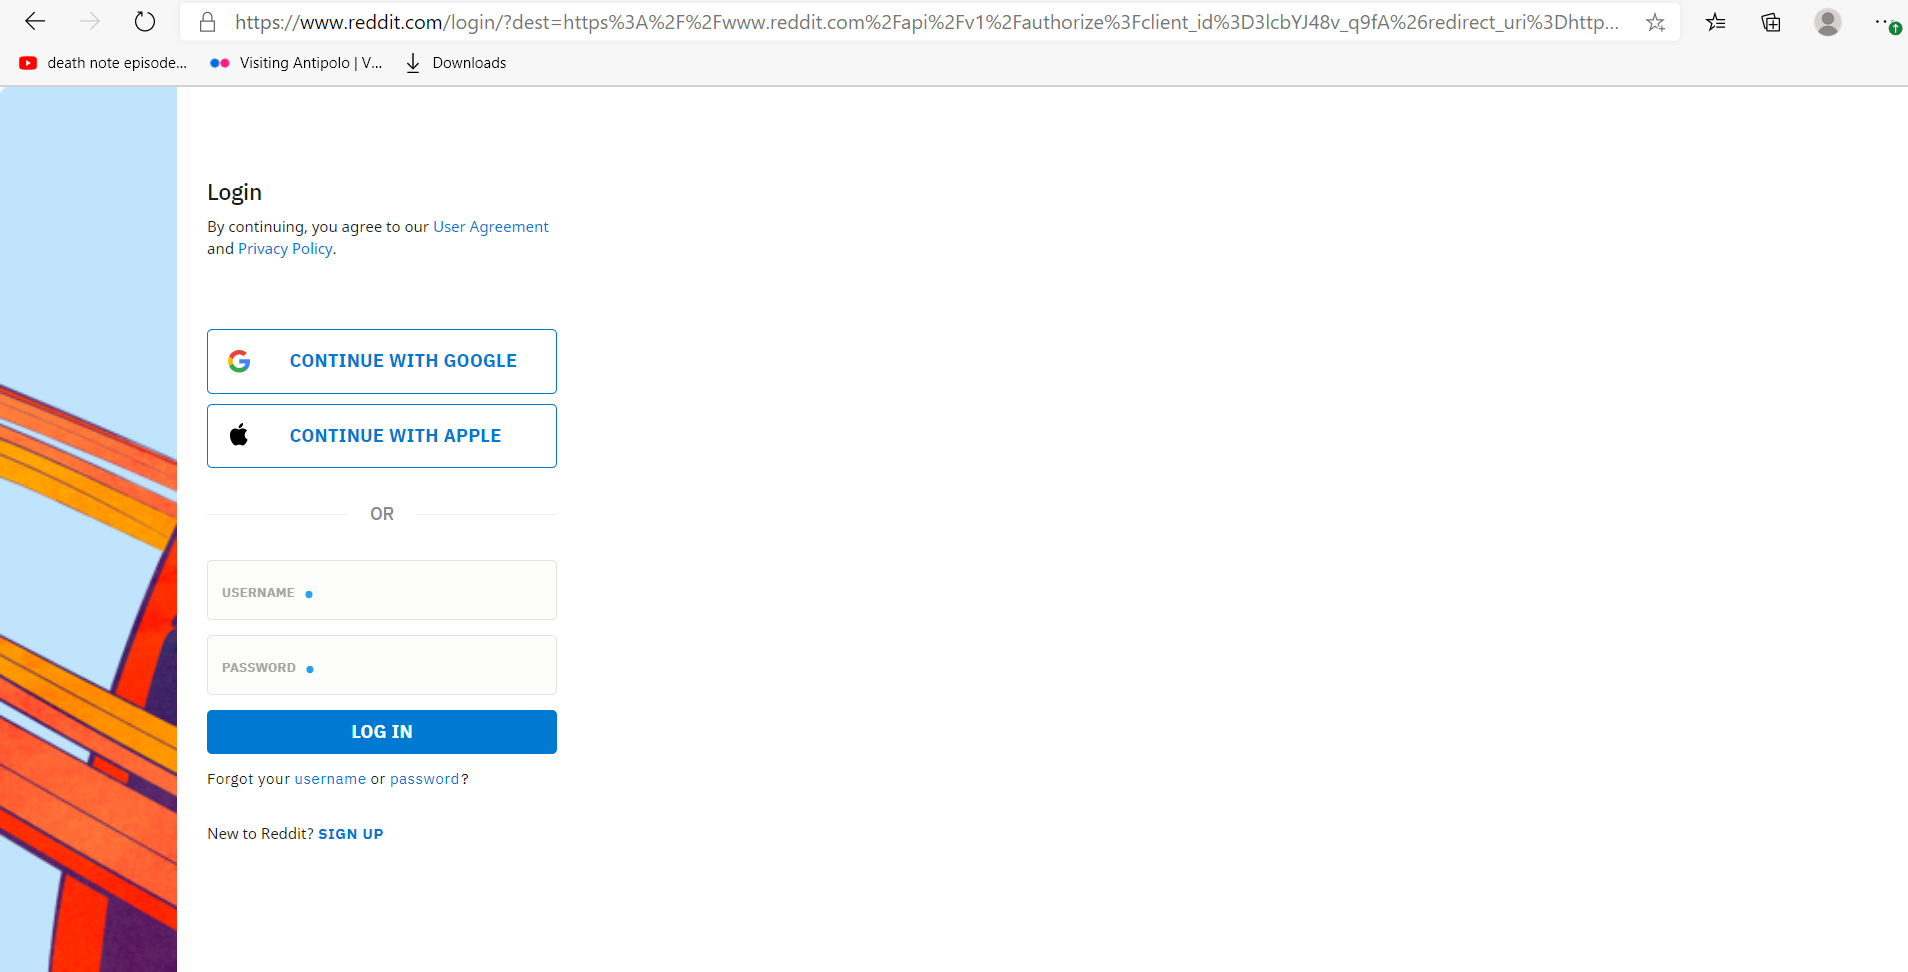 https://www.reddit.com/login/?dest=https%3A%2F%2Fwww.reddit.com%2Fapi%2Fv1%2Fauthorize%3Fclient_id%3D3lcbYJ48v_q9fA%26redirect_uri%3Dhttp...
death note episode... Visiting Antipolo | V... Downloads
Login
By continuing, you agree to our User Agreement
and Privacy Policy.
CONTINUE WITH GOOGLE
CONTINUE WITH APPLE
OR
USERNAME
PASSWORD
LOG IN
Forgot your username or password?
New to Reddit? SIGN UP